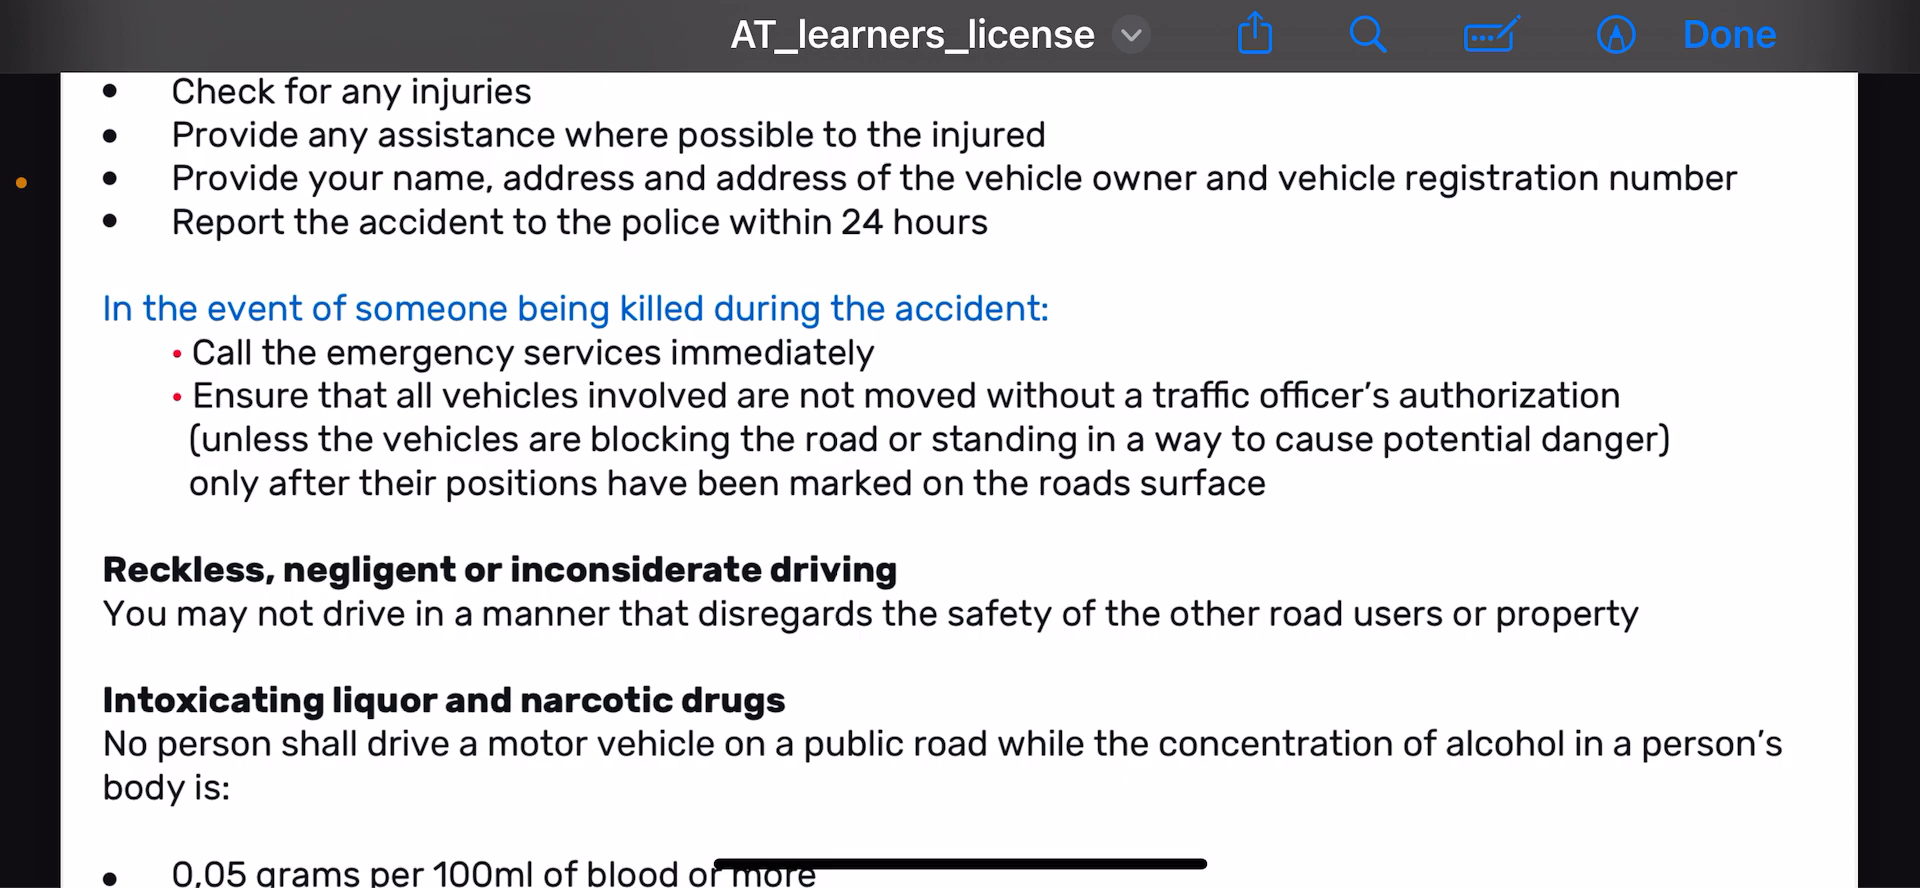 AT_learners_license
Done
• Check for any injuries
• Provide any assistance where possible to the injured
• Provide your name, address and address of the vehicle owner and vehicle registration number
• Report the accident to the police within 24 hours
In the event of someone being killed during the accident:
• Call the emergency services immediately
• Ensure that all vehicles involved are not moved without a traffic officer’s authorization
(unless the vehicles are blocking the road or standing in a way to cause potential danger)
only after their positions have been marked on the roads surface
Reckless, negligent or inconsiderate driving
You may not drive in a manner that disregards the safety of the other road users or property
Intoxicating liquor and narcotic drugs
No person shall drive a motor vehicle on a public road while the concentration of alcohol in a person’s
body is:
• 0,05 grams per 100ml of blood or more